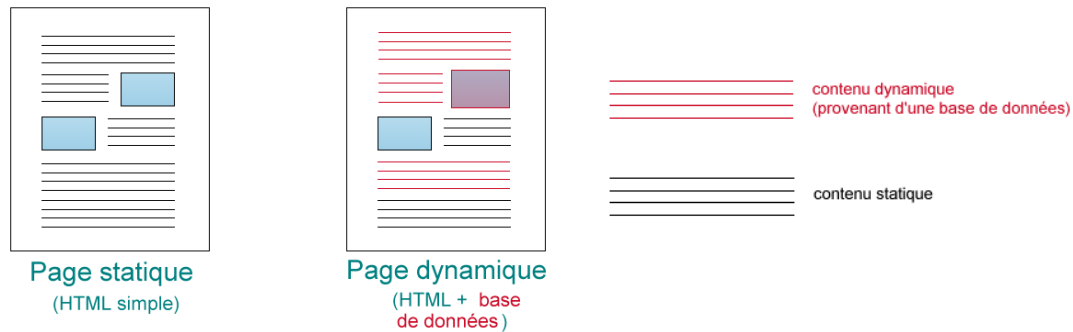 Page statique
(HTML simple)
Page dynamique
(HTML + base
de données )
contenu dynamique
(provenant d'une base de données)
contenu statique